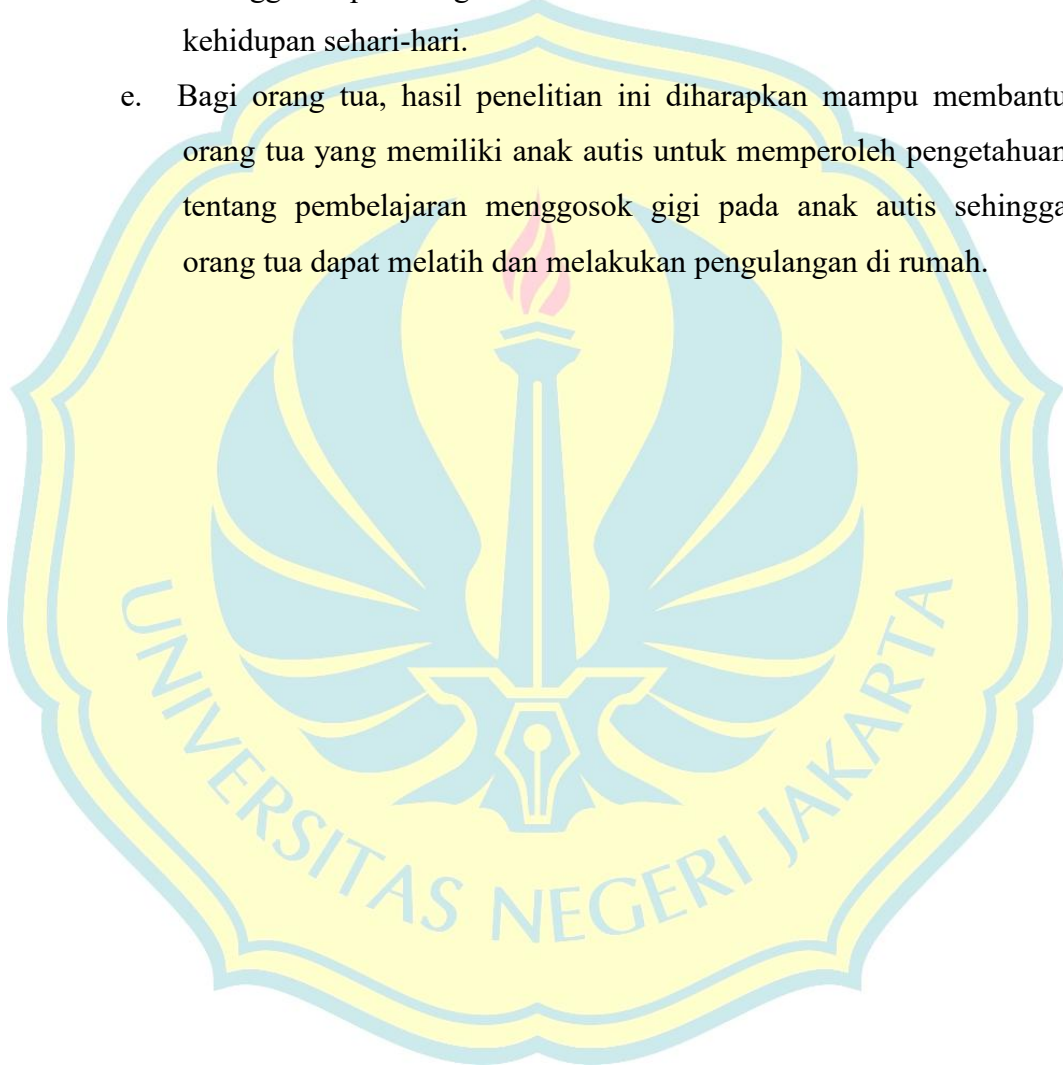 kehidupan sehari-hari.
e. Bagi orang tua, hasil penelitian ini diharapkan mampu membantu
orang tua yang memiliki anak autis untuk memperoleh pengetahuan
tentang pembelajaran menggosok gigi pada anak autis sehingga
orang tua dapat melatih dan melakukan pengulangan di rumah.
UNIVERSITAS NEGERI JAKARTA